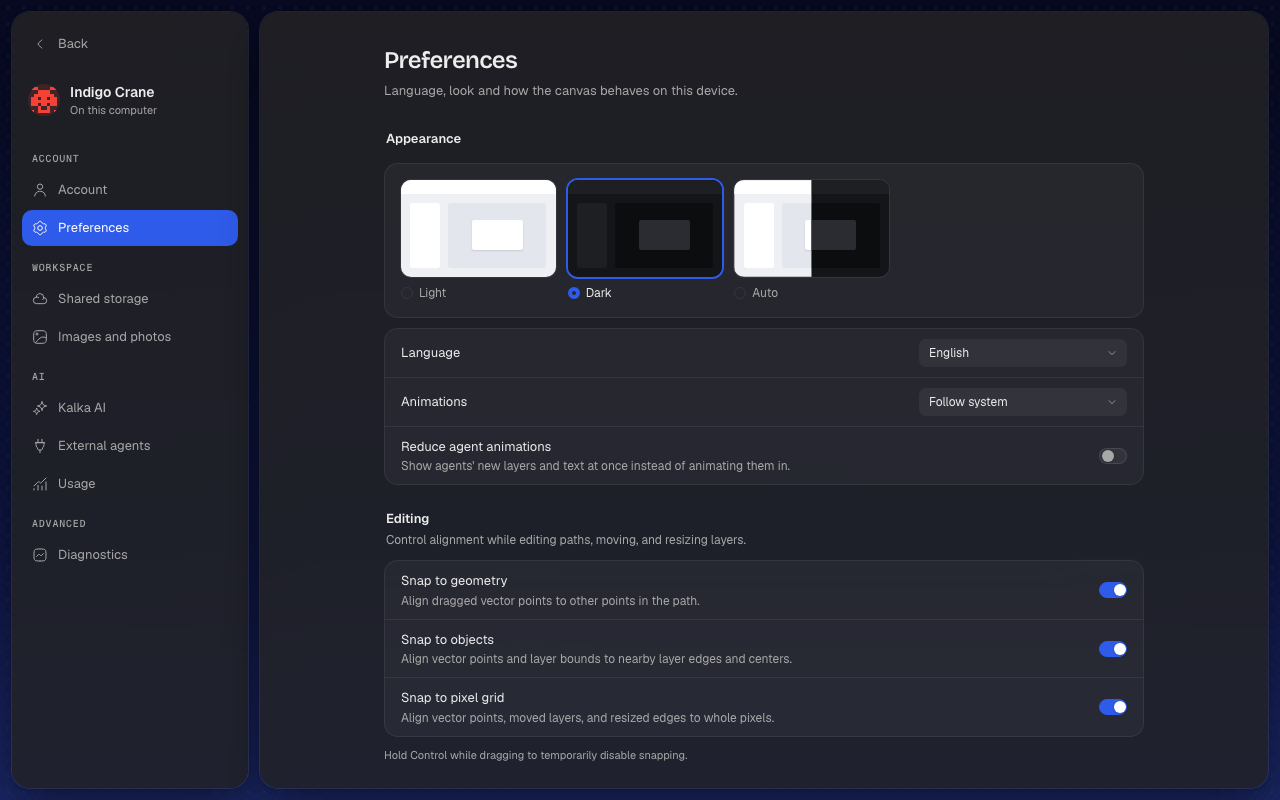 Back
Indigo Crane
On this computer
ACCOUNT
Account
Preferences
WORKSPACE
Shared storage
Images and photos
AI
Kalka AI
External agents
Usage
ADVANCED
Diagnostics
Preferences
Language, look and how the canvas behaves on this device.
Appearance
Light
Dark
Auto
Language
English
Animations
Follow system
Reduce agent animations
Show agents' new layers and text at once instead of animating them in.
Editing
Control alignment while editing paths, moving, and resizing layers.
Snap to geometry
Align dragged vector points to other points in the path.
Snap to objects
Align vector points and layer bounds to nearby layer edges and centers.
Snap to pixel grid
Align vector points, moved layers, and resized edges to whole pixels.
Hold Control while dragging to temporarily disable snapping.